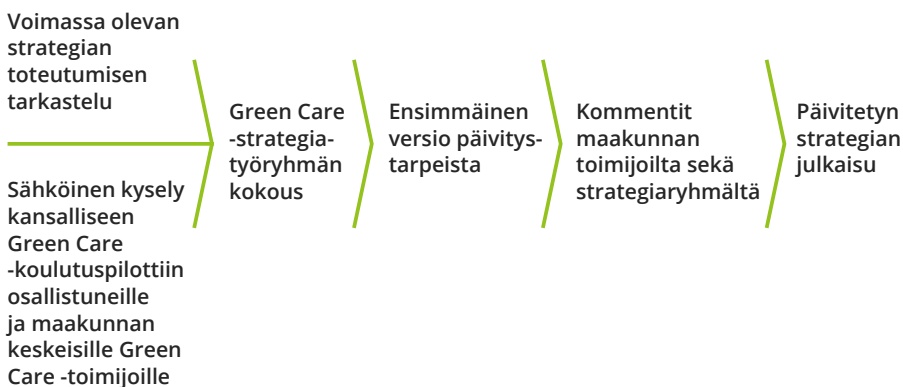 Voimassa olevan
strategian
toteutumisen
tarkastelu
Sähköinen kysely
kansalliseen
Green Care
-koulutuspilottiin
osallistuneille
ja maakunnan
keskeisille Green
Care -toimijoille
Green Care
-strategia-
työryhmän
kokous
Ensimmäinen
versio päivitys-
tarpeista
Kommentit
maakunnan
toimijoilta sekä
strategiaryhmältä
Päivitetyn
strategian
julkaisu